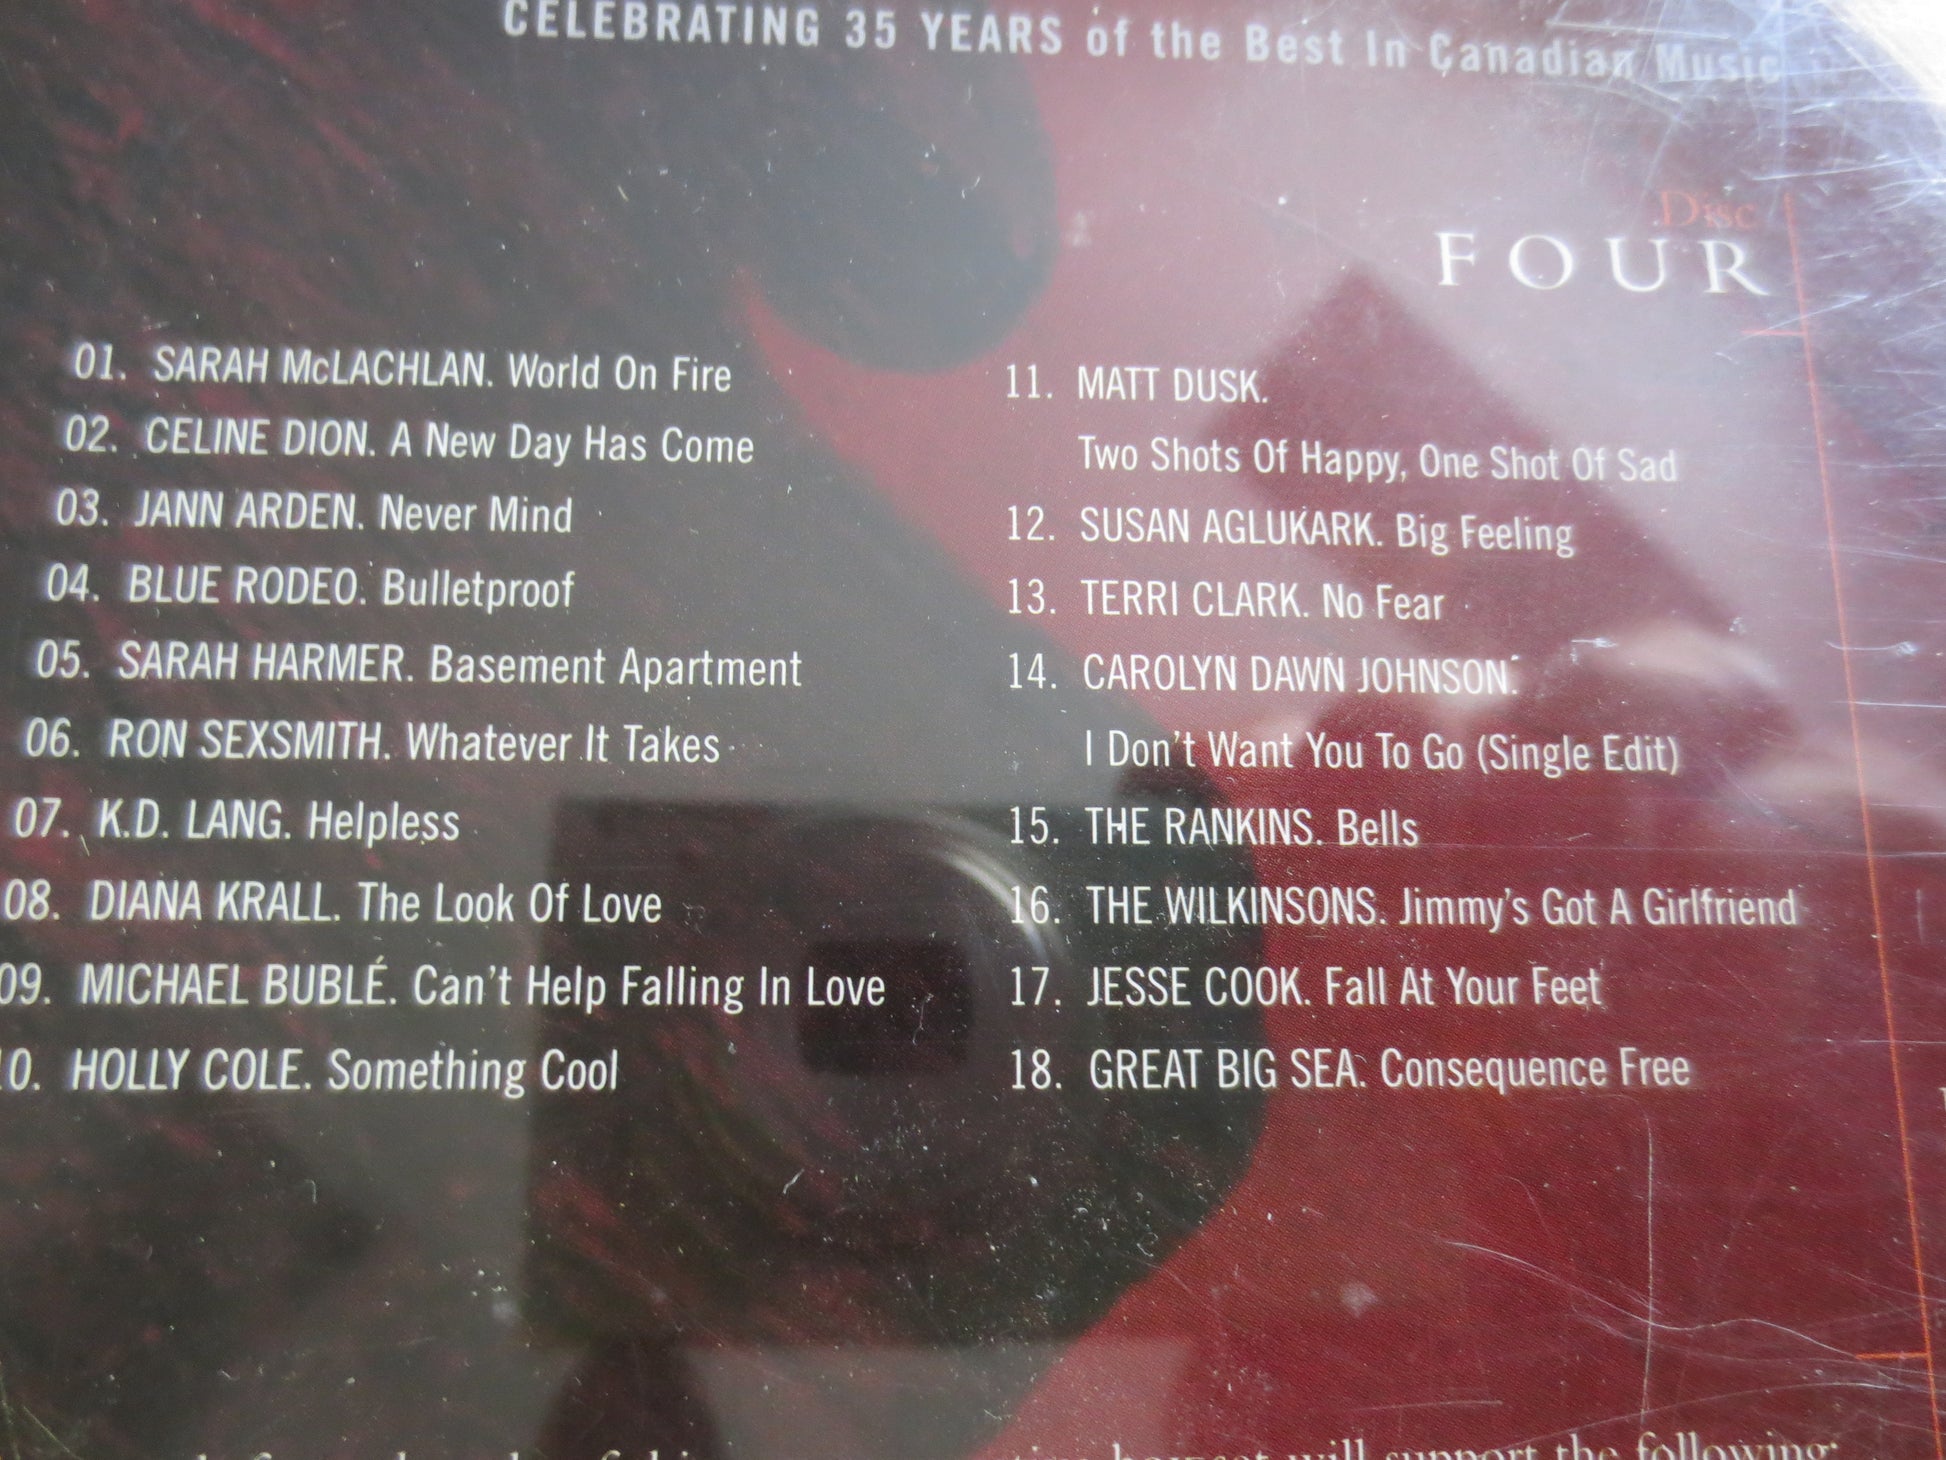 CELEBRATING 35 YEARS of the Best In Canadian Music
Disc
FOUR
01. SARAH McLACHLAN. World On Fire
02. CELINE DION. A New Day Has Come
03. JANN ARDEN. Never Mind
04. BLUE RODEO. Bulletproof
05. SARAH HARMER. Basement Apartment
06. RON SEXSMITH. Whatever It Takes
07. K.D. LANG. Helpless
08. DIANA KRALL. The Look Of Love
09. MICHAEL BUBLÉ. Can't Help Falling In Love
10. HOLLY COLE. Something Cool
11. MATT DUSK.
Two Shots Of Happy, One Shot Of Sad
12. SUSAN AGLUKARK. Big Feeling
13. TERRI CLARK. No Fear
14. CAROLYN DAWN JOHNSON.
I Don't Want You To Go (Single Edit)
15. THE RANKINS. Bells
16. THE WILKINSONS. Jimmy's Got A Girlfriend
17. JESSE COOK. Fall At Your Feet
18. GREAT BIG SEA. Consequence Free
will support the following: